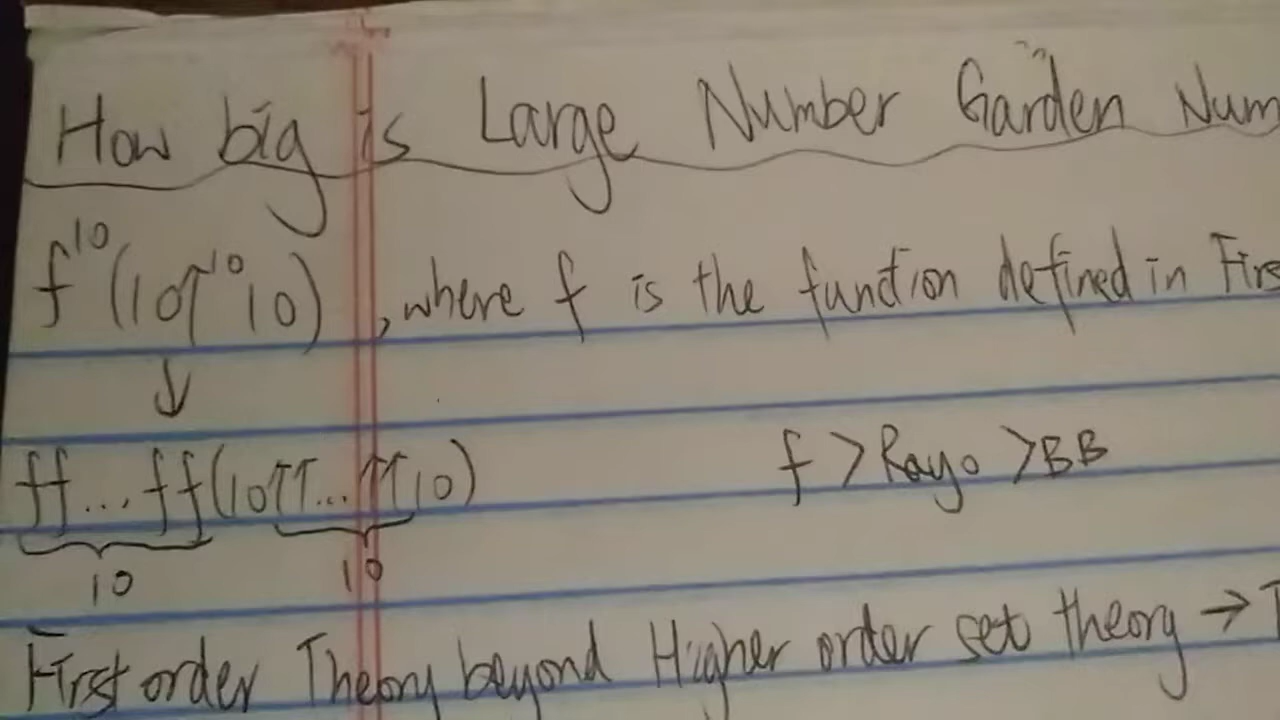 How big is Large Number Garden Num
f¹⁰(10↑¹⁰10), where f is the function defined in Firs
↓
ff...ff(10↑↑...↑↑10) f > Rayo > BB
10 10
First order Theory beyond Higher order set theory → T